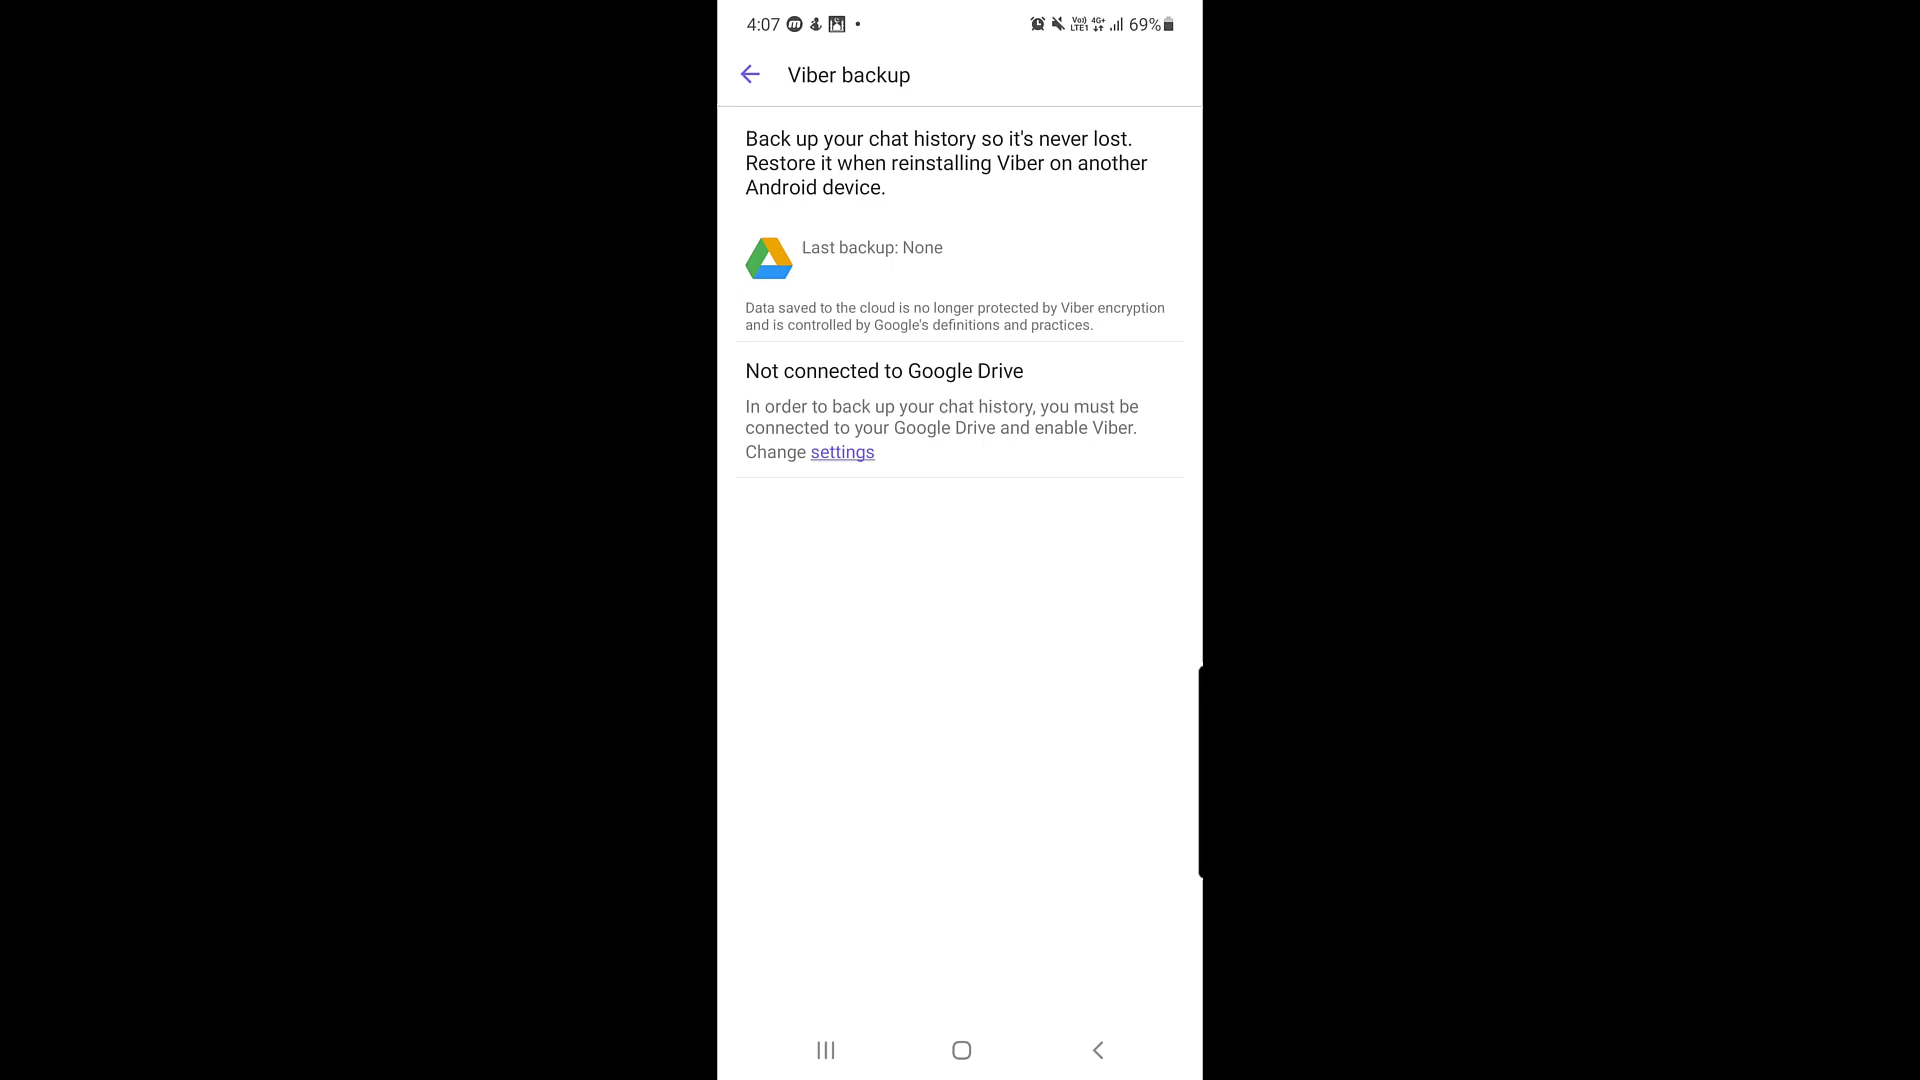 4:07
Vo))
LTE1
4G+
69%
Viber backup
Back up your chat history so it's never lost.
Restore it when reinstalling Viber on another
Android device.
Last backup: None
Data saved to the cloud is no longer protected by Viber encryption
and is controlled by Google's definitions and practices.
Not connected to Google Drive
In order to back up your chat history, you must be
connected to your Google Drive and enable Viber.
Change settings